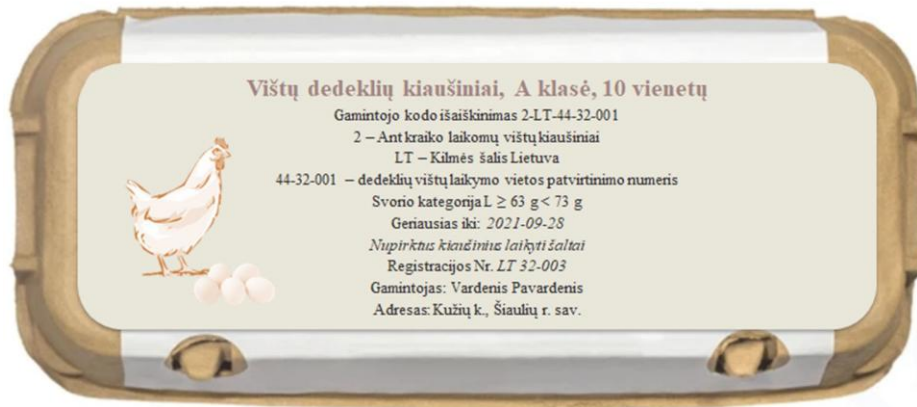 Vištų dedeklių kiaušiniai, A klasė, 10 vienetų
Gamintojo kodo išaiškinimas 2-LT-44-32-001
2 – Ant kraiko laikomų vištų kiaušiniai
LT – Kilmės šalis Lietuva
44-32-001 – dedeklių vištų laikymo vietos patvirtinimo numeris
Svorio kategorija L ≥ 63 g < 73 g
Geriausias iki: 2021-09-28
Nupirktus kiaušinius laikyti šaltai
Registracijos Nr. LT 32-003
Gamintojas: Vardenis Pavardenis
Adresas: Kužių k., Šiaulių r. sav.